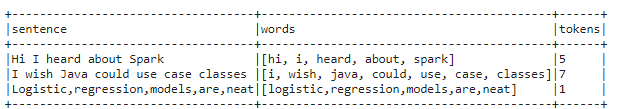 +-----------------------------------+------------------------------------------+------+
|sentence                           |words                                     |tokens|
+-----------------------------------+------------------------------------------+------+
|Hi I heard about Spark             |[hi, i, heard, about, spark]              |5     |
|I wish Java could use case classes |[i, wish, java, could, use, case, classes]|7     |
|Logistic,regression,models,are,neat|[logistic,regression,models,are,neat]     |1     |
+-----------------------------------+------------------------------------------+------+